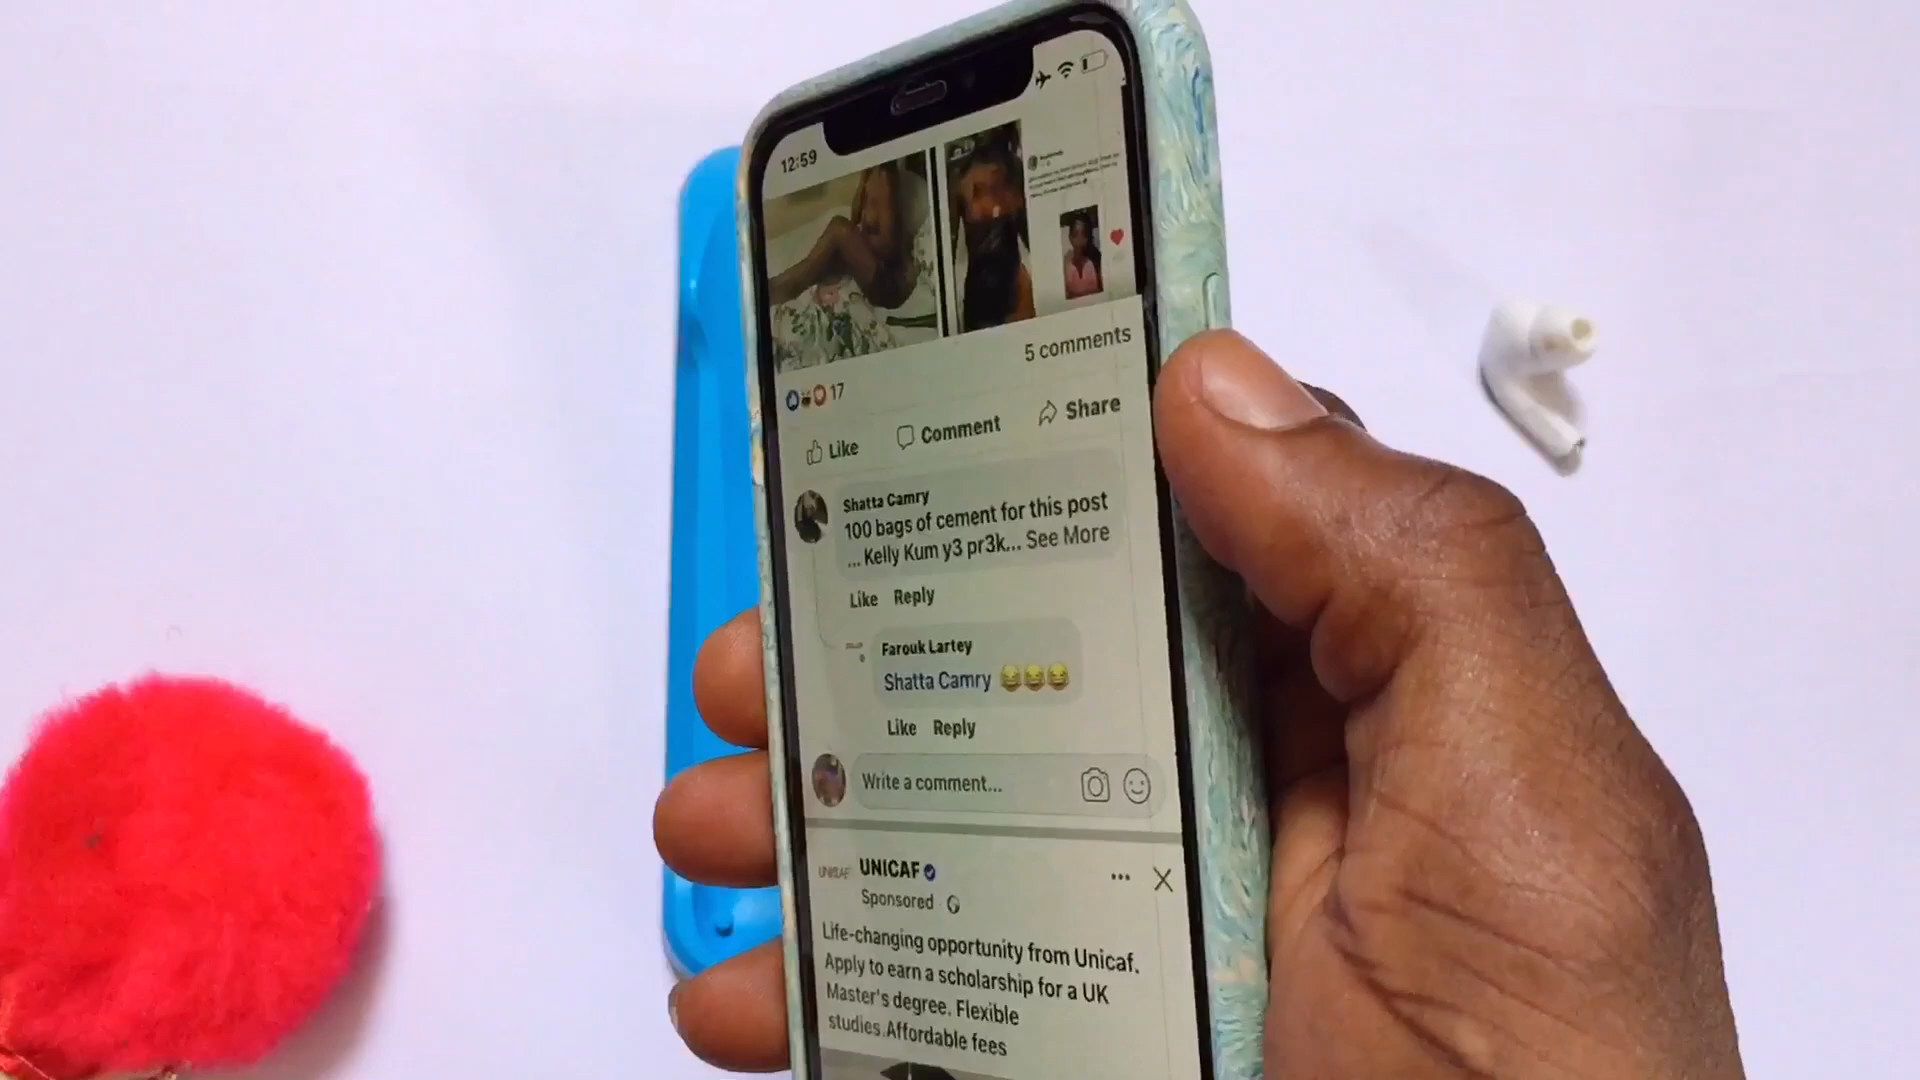 12:59
5 comments
17
Like
Comment
Share
Shatta Camry
100 bags of cement for this post
... Kelly Kum y3 pr3k... See More
Like Reply
Farouk Lartey
Shatta Camry 😂😂😂
Like Reply
Write a comment...
UNICAF
UNICAF
Sponsored
Life-changing opportunity from Unicaf.
Apply to earn a scholarship for a UK
Master's degree. Flexible
studies.Affordable fees